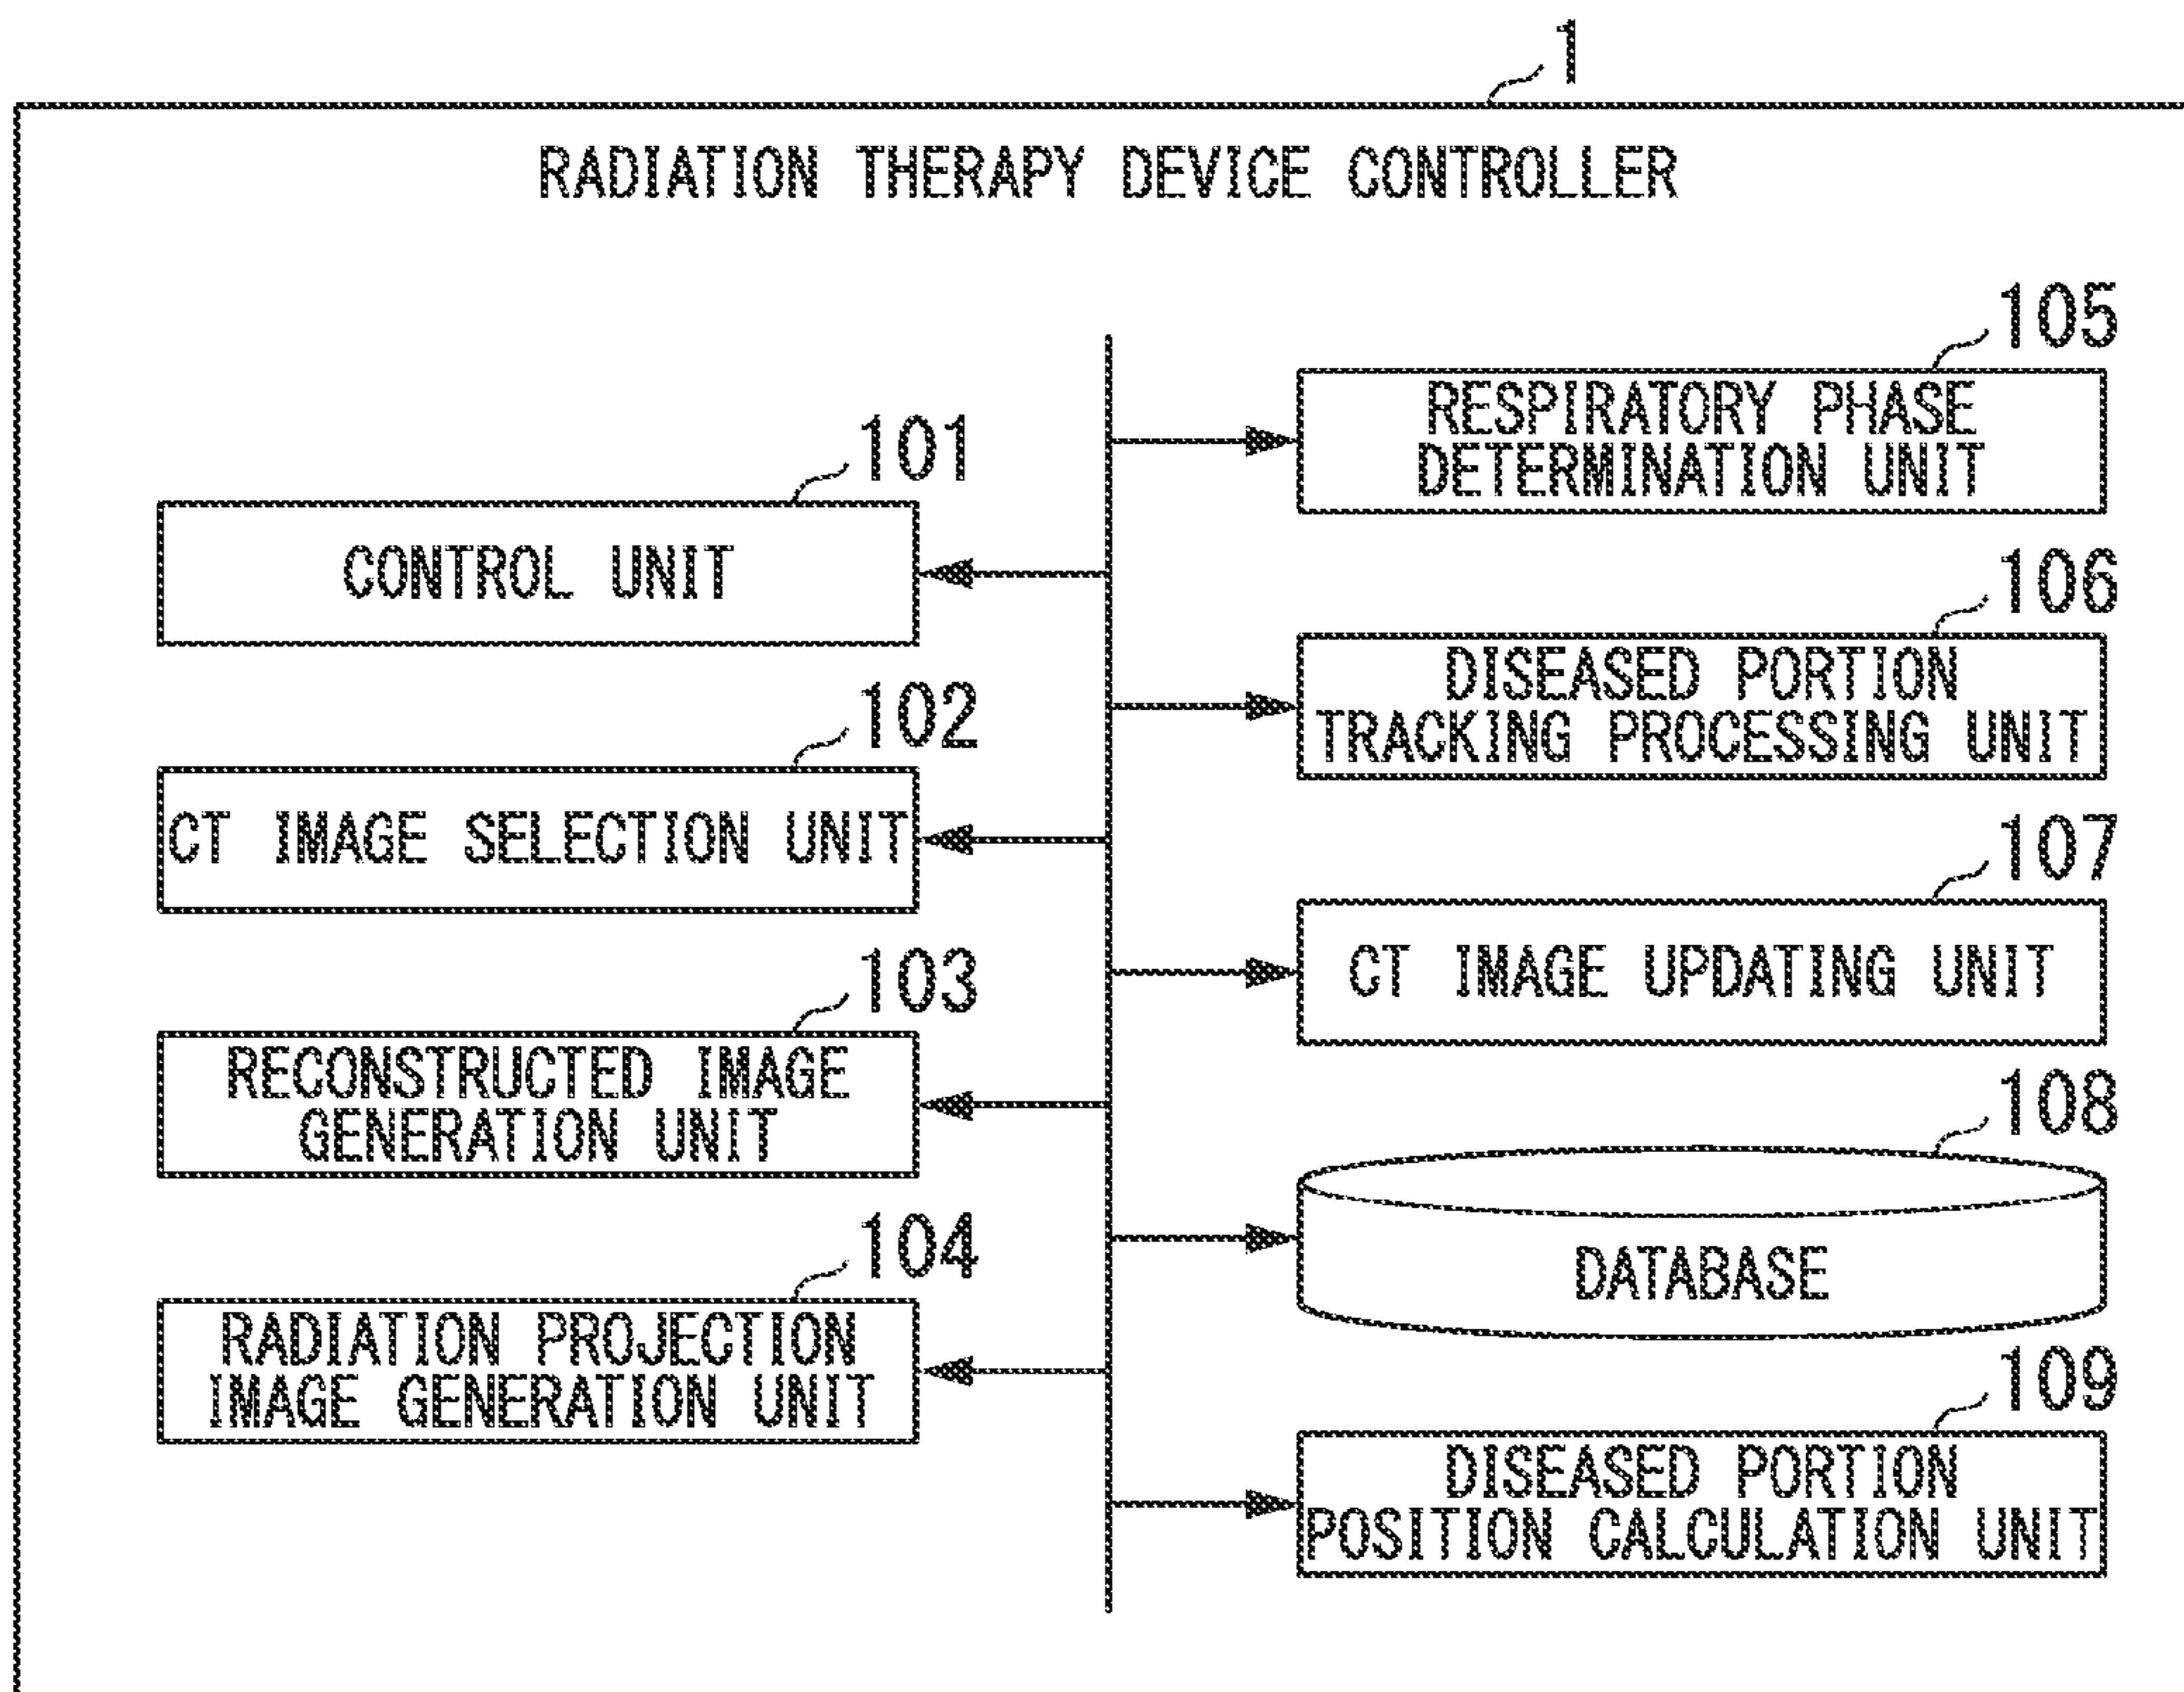 1
RADIATION THERAPY DEVICE CONTROLLER
101
CONTROL UNIT
102
CT IMAGE SELECTION UNIT
103
RECONSTRUCTED IMAGE
GENERATION UNIT
104
RADIATION PROJECTION
IMAGE GENERATION UNIT
105
RESPIRATORY PHASE
DETERMINATION UNIT
106
DISEASED PORTION
TRACKING PROCESSING UNIT
107
CT IMAGE UPDATING UNIT
108
DATABASE
109
DISEASED PORTION
POSITION CALCULATION UNIT